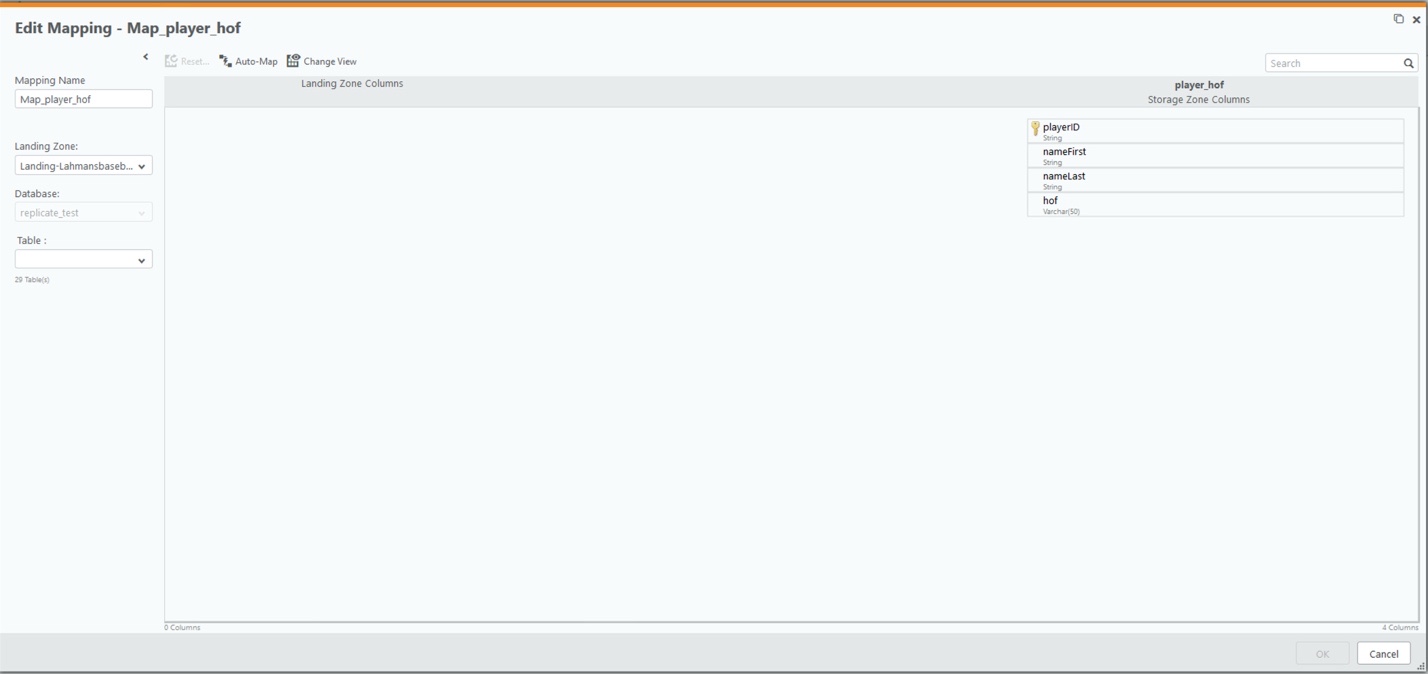 Edit Mapping - Map_player_hof
Reset...
Auto-Map
Change View
Search
Mapping Name
Map_player_hof
Landing Zone:
Landing-Lahmansbaseb...
Database:
replicate_test
Table :
29 Table(s)
Landing Zone Columns
player_hof
Storage Zone Columns
playerID
String
nameFirst
String
nameLast
String
hof
Varchar(50)
0 Columns
4 Columns
OK
Cancel